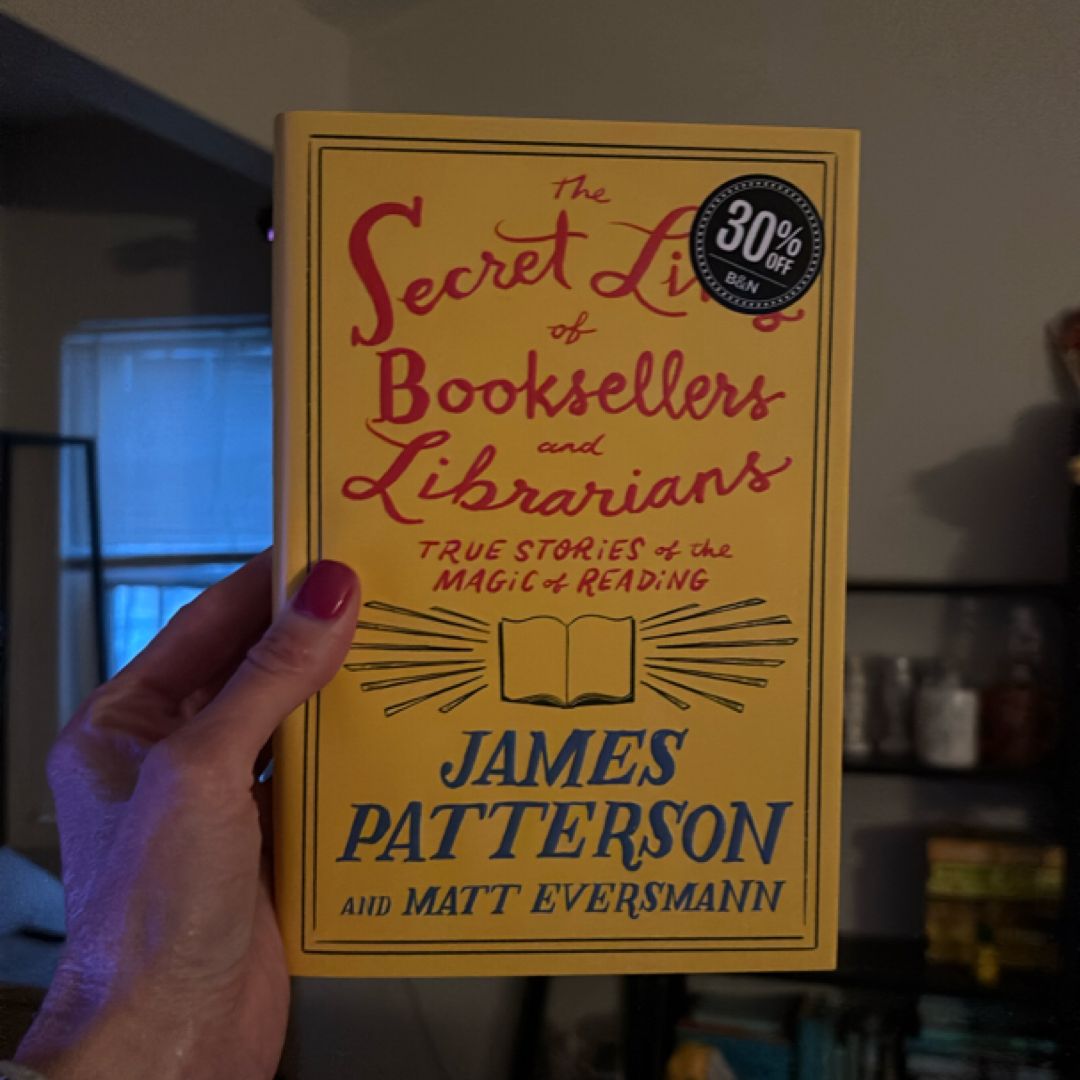 The
Secret
of
Booksellers
and
Librarians
TRUE STORiES of the
MAGiC of READiNG
JAMES
PATTERSON
AND MATT EVERSMANN
30%
OFF
B&N